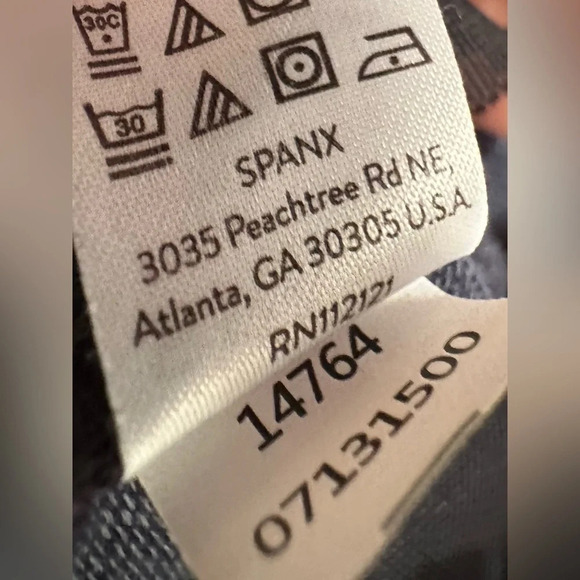 30C
30
SPANX
3035 Peachtree Rd NE,
Atlanta, GA 30305 U.S.A
RN112121
14764
07131500